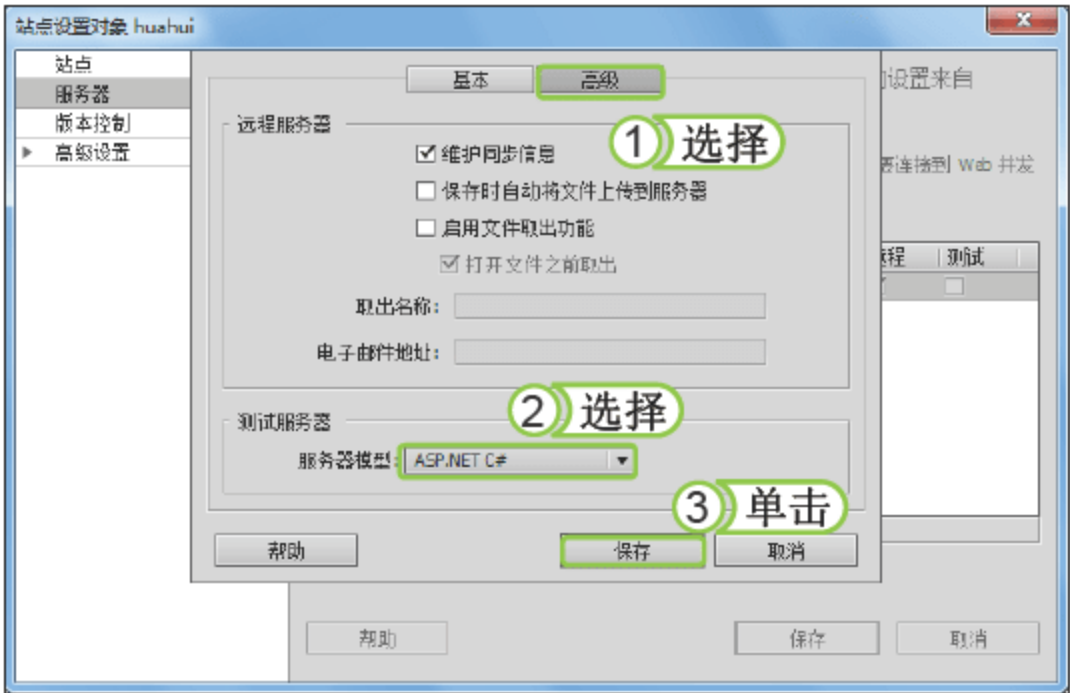 站点设置对象 huahui
站点
服务器
版本控制
高级设置
基本
高级
设置来自
① 选择
远程服务器
维护同步信息
保存时自动将文件上传到服务器
启用文件取出功能
打开文件之前取出
取出名称：
电子邮件地址：
连接到 Web 并发
程
测试
② 选择
测试服务器
服务器模型：
ASP.NET C#
③ 单击
帮助
保存
取消
帮助
保存
取消